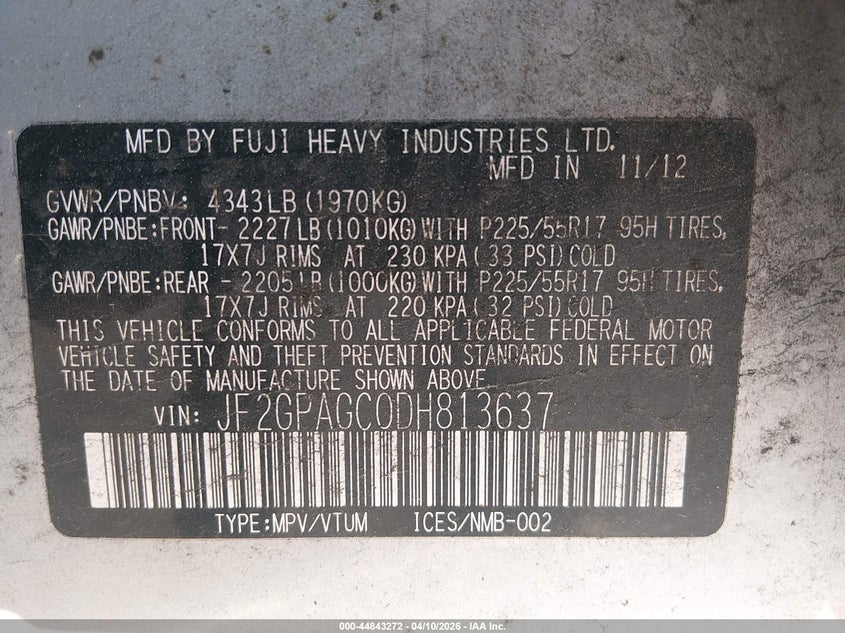 MFD BY FUJI HEAVY INDUSTRIES LTD.
MFD IN 11/12
GVWR/PNBV: 4343LB (1970KG)
GAWR/PNBE:FRONT- 2227LB(1010KG)WITH P225/55R17 95H TIRES,
17X7J RIMS AT 230 KPA(33 PSI)COLD
GAWR/PNBE:REAR - 2205LB(1000KG)WITH P225/55R17 95H TIRES,
17X7J RIMS AT 220 KPA(32 PSI)COLD
THIS VEHICLE CONFORMS TO ALL APPLICABLE FEDERAL MOTOR
VEHICLE SAFETY AND THEFT PREVENTION STANDARDS IN EFFECT ON
THE DATE OF MANUFACTURE SHOWN ABOVE.
VIN: JF2GPAGC0DH813637
TYPE:MPV/VTUM ICES/NMB-002
000-44843272 - 04/10/2026 - IAA Inc.